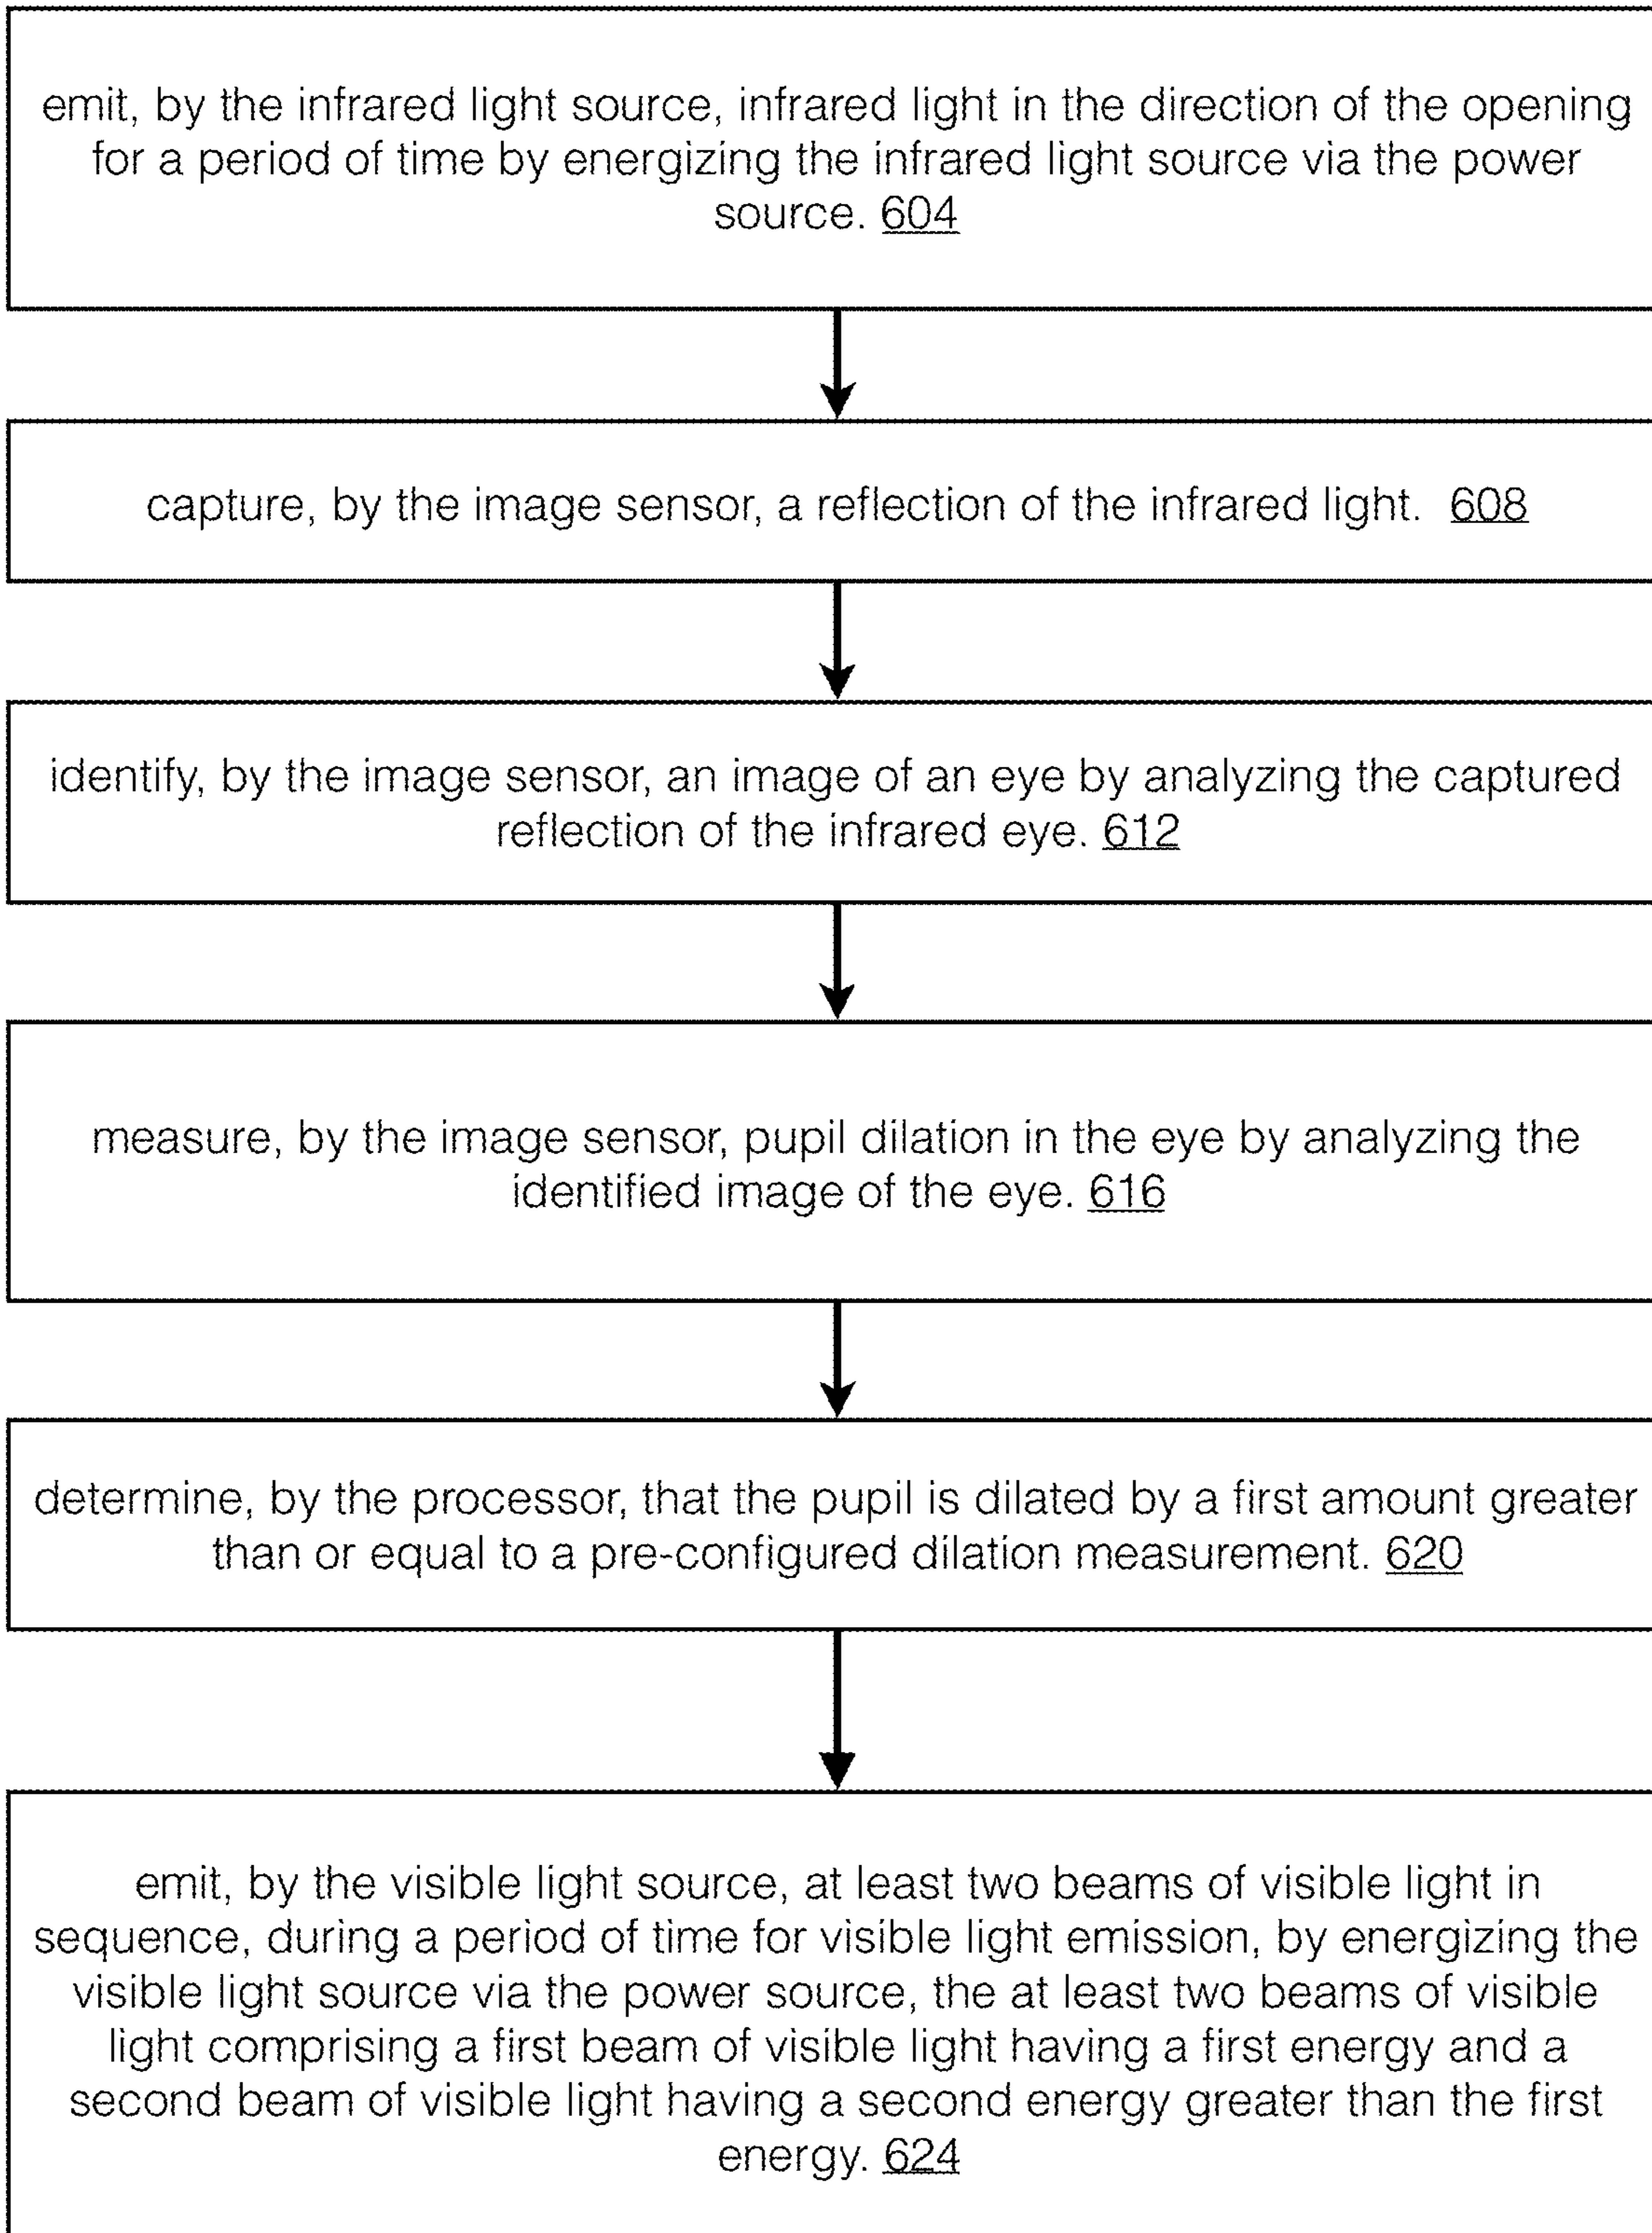 emit, by the infrared light source, infrared light in the direction of the opening
for a period of time by energizing the infrared light source via the power
source. 604
capture, by the image sensor, a reflection of the infrared light. 608
identify, by the image sensor, an image of an eye by analyzing the captured
reflection of the infrared eye. 612
measure, by the image sensor, pupil dilation in the eye by analyzing the
identified image of the eye. 616
determine, by the processor, that the pupil is dilated by a first amount greater
than or equal to a pre-configured dilation measurement. 620
emit, by the visible light source, at least two beams of visible light in
sequence, during a period of time for visible light emission, by energizing the
visible light source via the power source, the at least two beams of visible
light comprising a first beam of visible light having a first energy and a
second beam of visible light having a second energy greater than the first
energy. 624